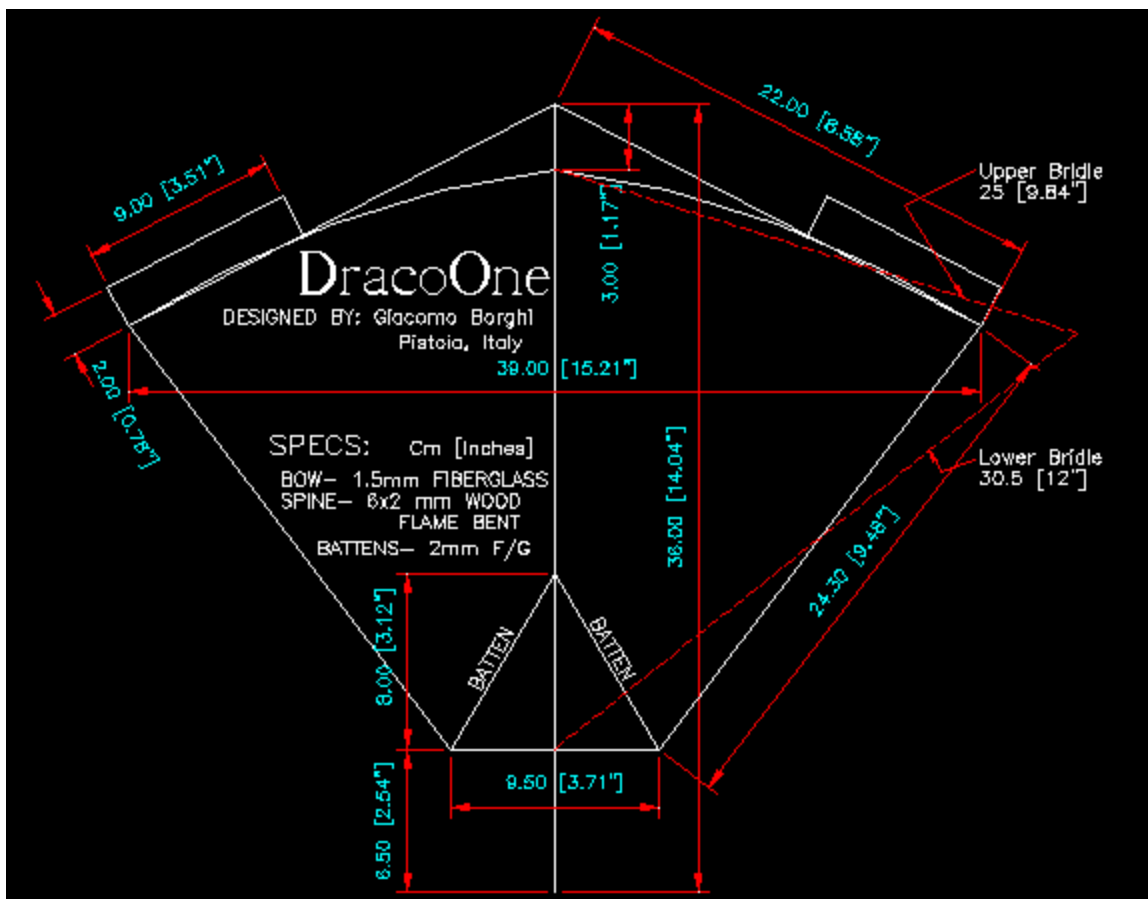 22.00 [8.58"]
9.00 [3.51"]
Upper Bridle
25 [9.84"]
3.00 [1.17"]
DracoOne
DESIGNED BY: Giacomo Borghi
Pistoia, Italy
39.00 [15.21"]
2.00 [0.78"]
SPECS: Cm [Inches]
BOW- 1.5mm FIBERGLASS
SPINE- 6x2 mm WOOD
FLAME BENT
BATTENS- 2mm F/G
36.00 [14.04"]
Lower Bridle
30.5 [12"]
24.30 [9.48"]
8.00 [3.12"]
BATTEN
BATTEN
9.50 [3.71"]
6.50 [2.54"]